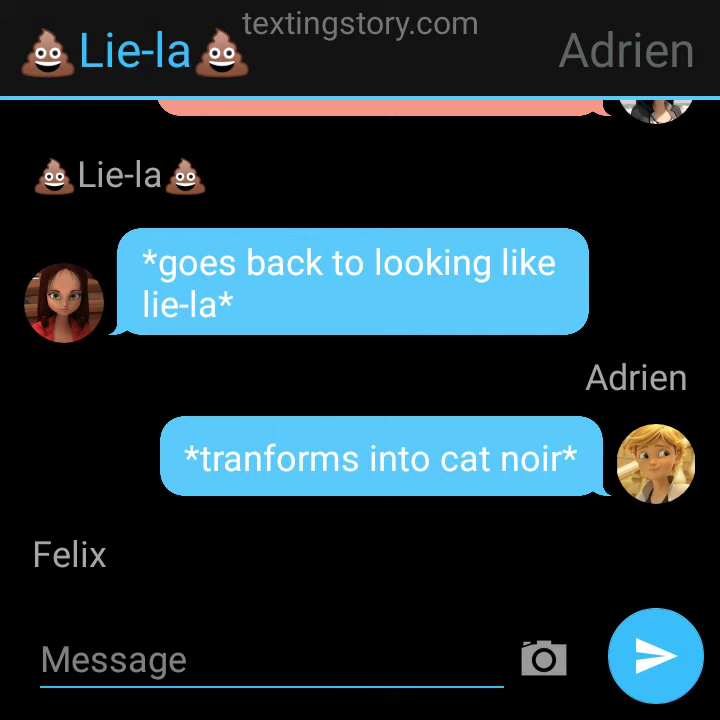 textingstory.com
💩Lie-la💩 Adrien
💩Lie-la💩
*goes back to looking like
lie-la*
Adrien
*tranforms into cat noir*
Felix
Message